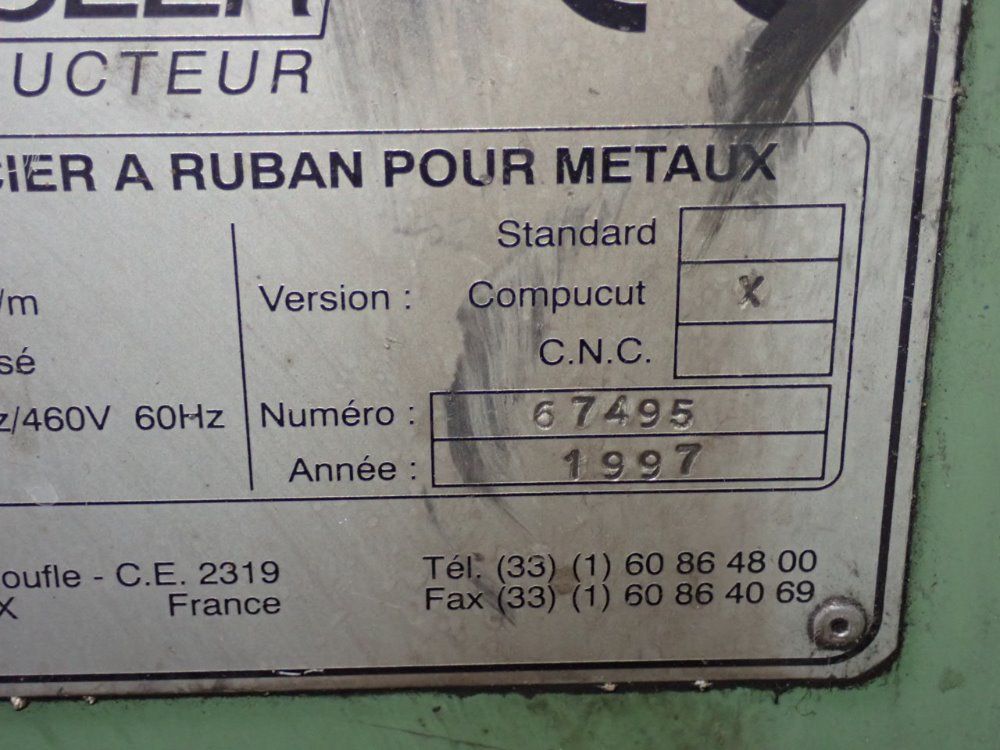 UCTEUR
CIER A RUBAN POUR METAUX
Standard
/m
Version : Compucut X
sé
C.N.C.
z/460V 60Hz
Numéro : 67495
Année : 1997
oufle - C.E. 2319
Tél. (33) (1) 60 86 48 00
X France
Fax (33) (1) 60 86 40 69